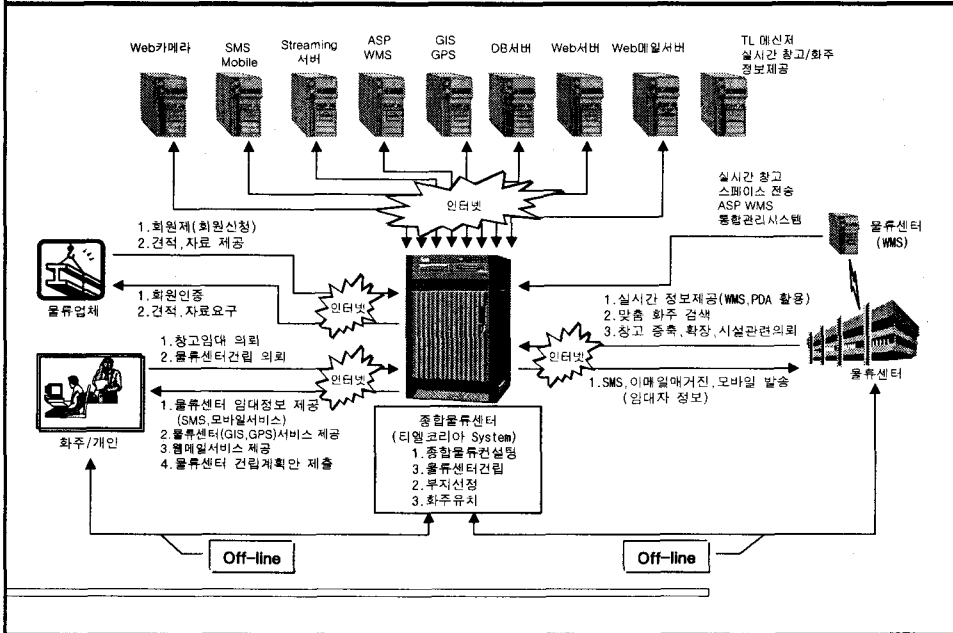 Web카메라
SMS
Mobile
Streaming
서버
ASP
WMS
GIS
GPS
DB서버
Web서버
Web메일서버
TL 메신저
실시간 창고/화주
정보제공
인터넷
실시간 창고
스페이스 전송
ASP WMS
통합관리시스템
물류센터
(WMS)
1.회원제(회원신청)
2.견적,자료 제공
물류업체
1.회원인증
2.견적,자료요구
인터넷
1.실시간 정보제공(WMS,PDA 활용)
2.맞춤 화주 검색
3.창고 증축,확장,시설관련의뢰
인터넷
물류센터
1.SMS,이메일매거진,모바일 발송
(임대자 정보)
1.창고임대 의뢰
2.물류센터건립 의뢰
인터넷
화주/개인
1.물류센터 임대정보 제공
(SMS,모바일서비스)
2.물류센터(GIS,GPS)서비스 제공
3.웹메일서비스 제공
4.물류센터 건립계획안 제출
종합물류센터
(티엘코리아 System)
1.종합물류컨설팅
3.물류센터건립
2.부지선정
3.화주유치
Off-line
Off-line